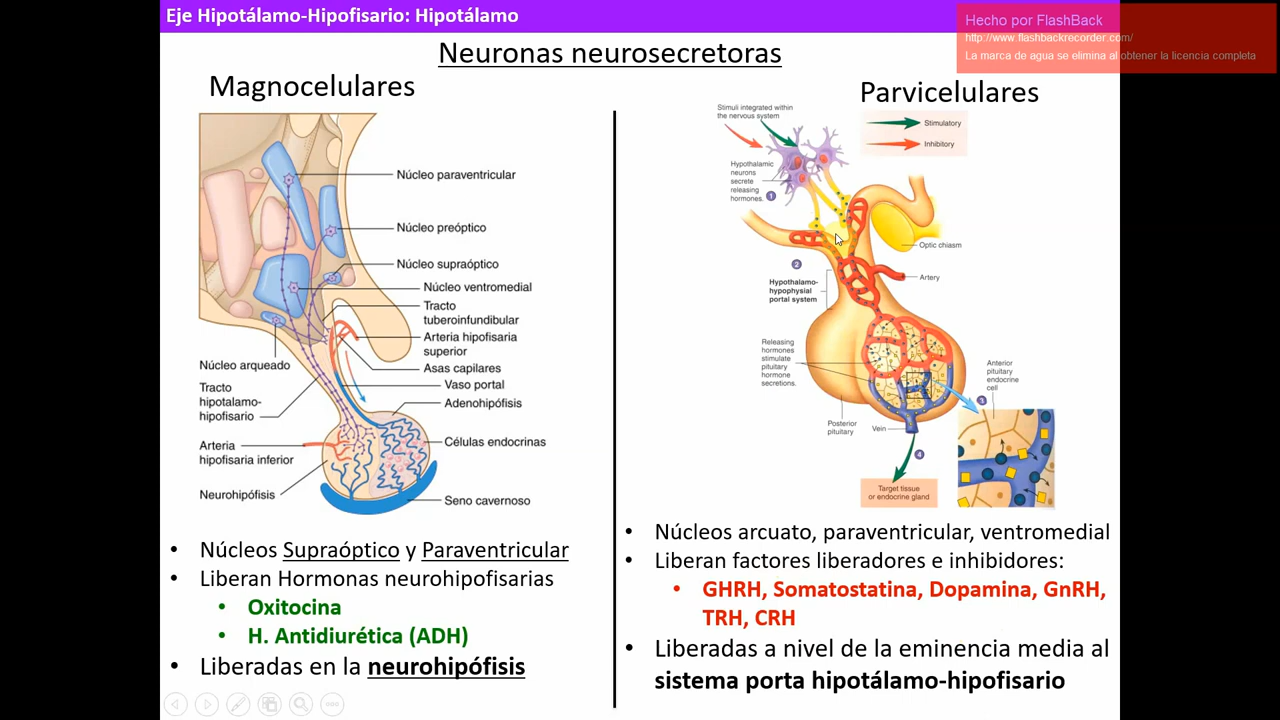 Eje Hipotálamo-Hipofisario: Hipotálamo
Hecho por FlashBack
http://www.flashbackrecorder.com/
La marca de agua se elimina al obtener la licencia completa
Neuronas neurosecretoras
Magnocelulares
Núcleo paraventricular
Núcleo preóptico
Núcleo supraóptico
Núcleo ventromedial
Tracto
tuberoinfundibular
Arteria hipofisaria
superior
Asas capilares
Vaso portal
Adenohipófisis
Células endocrinas
Seno cavernoso
Núcleo arqueado
Tracto
hipotalamo-
hipofisario
Arteria
hipofisaria inferior
Neurohipófisis
• Núcleos Supraóptico y Paraventricular
• Liberan Hormonas neurohipofisarias
• Oxitocina
• H. Antidiurética (ADH)
• Liberadas en la neurohipófisis
Parvicelulares
Stimuli integrated within
the nervous system
Stimulatory
Inhibitory
Hypothalamic
neurons
secrete
releasing
hormones.
1
Optic chiasm
2
Artery
Hypothalamo-
hypophysial
portal system
Releasing
hormones
stimulate
pituitary
hormone
secretions.
Anterior
pituitary
endocrine
cell
3
Posterior
pituitary
Vein
4
Target tissue
or endocrine gland
• Núcleos arcuato, paraventricular, ventromedial
• Liberan factores liberadores e inhibidores:
• GHRH, Somatostatina, Dopamina, GnRH,
TRH, CRH
• Liberadas a nivel de la eminencia media al
sistema porta hipotálamo-hipofisario